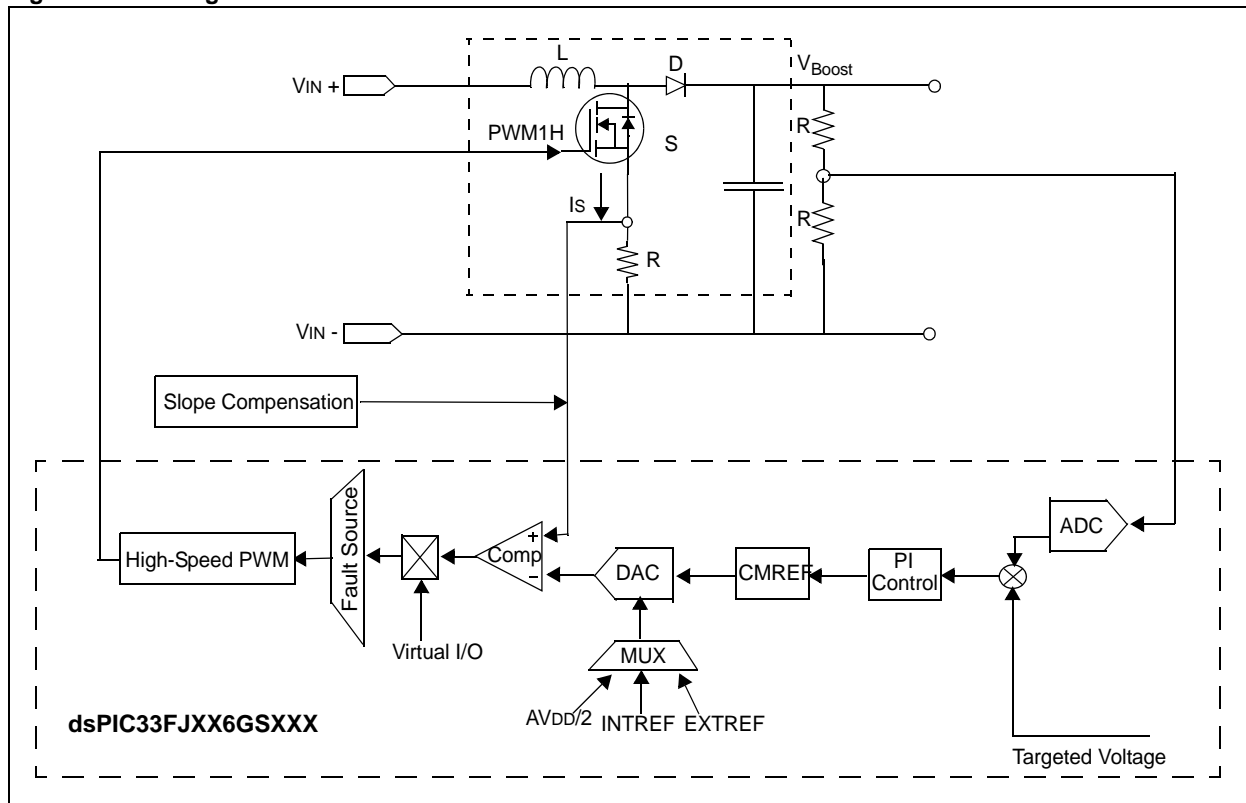 L
D
VBoost
VIN +
R
PWM1H
S
IS
R
R
VIN -
Slope Compensation
Fault Source
ADC
+
Comp
–
High-Speed PWM
DAC
CMREF
PI
Control
Virtual I/O
MUX
AVDD/2
INTREF
EXTREF
dsPIC33FJXX6GSXXX
Targeted Voltage